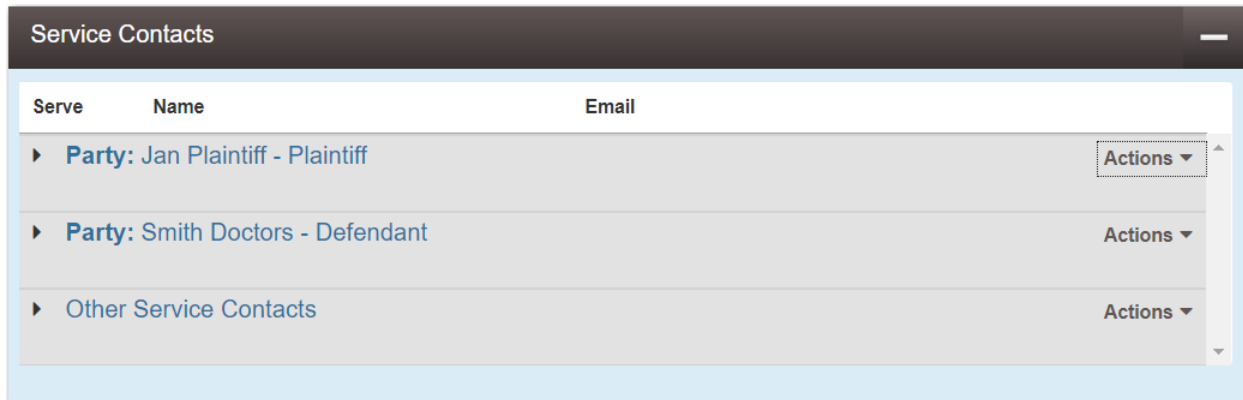 Service Contacts
Serve Name Email
Party: Jan Plaintiff - Plaintiff Actions
Party: Smith Doctors - Defendant Actions
Other Service Contacts Actions